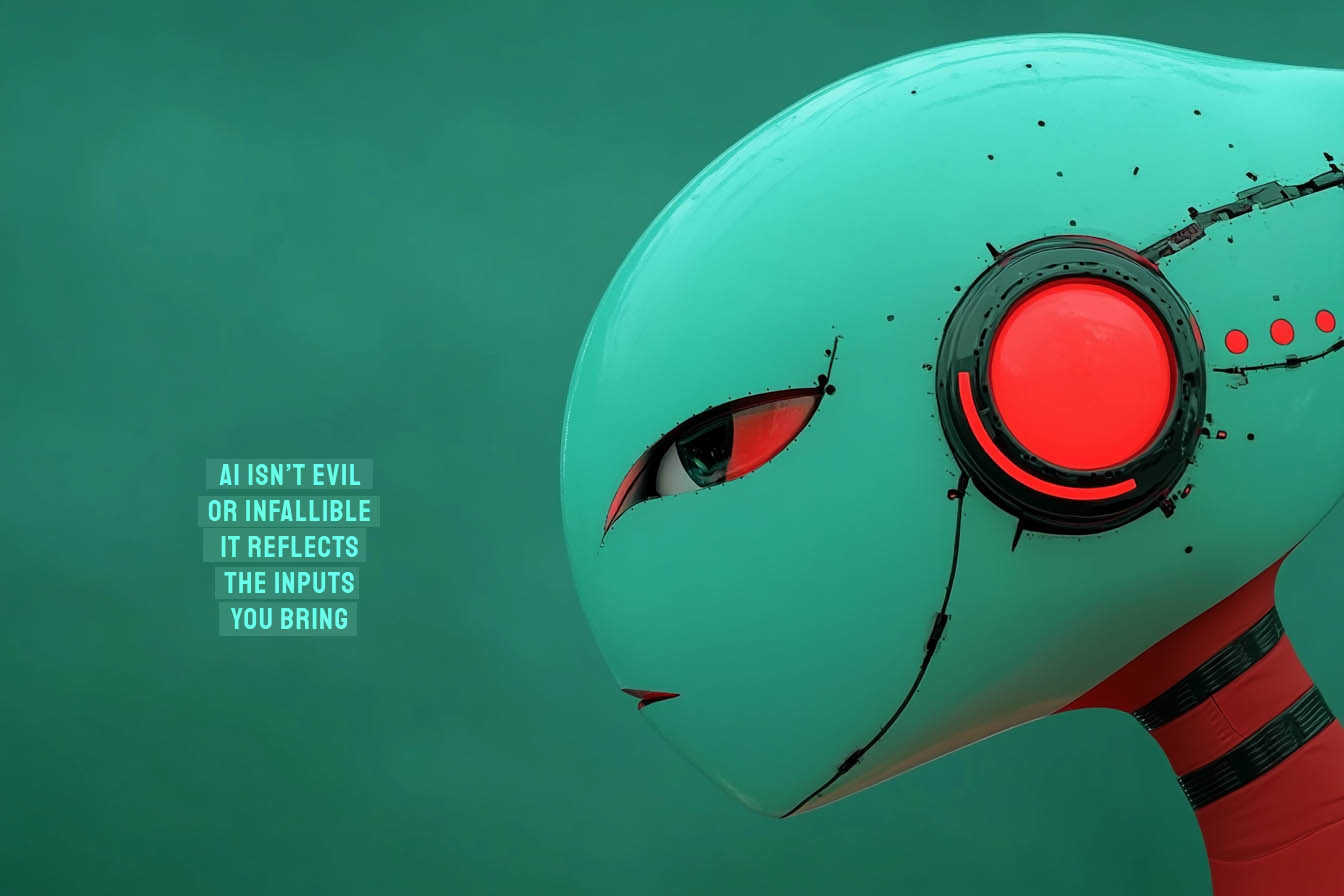 AI ISN’T EVIL
OR INFALLIBLE
IT REFLECTS
THE INPUTS
YOU BRING